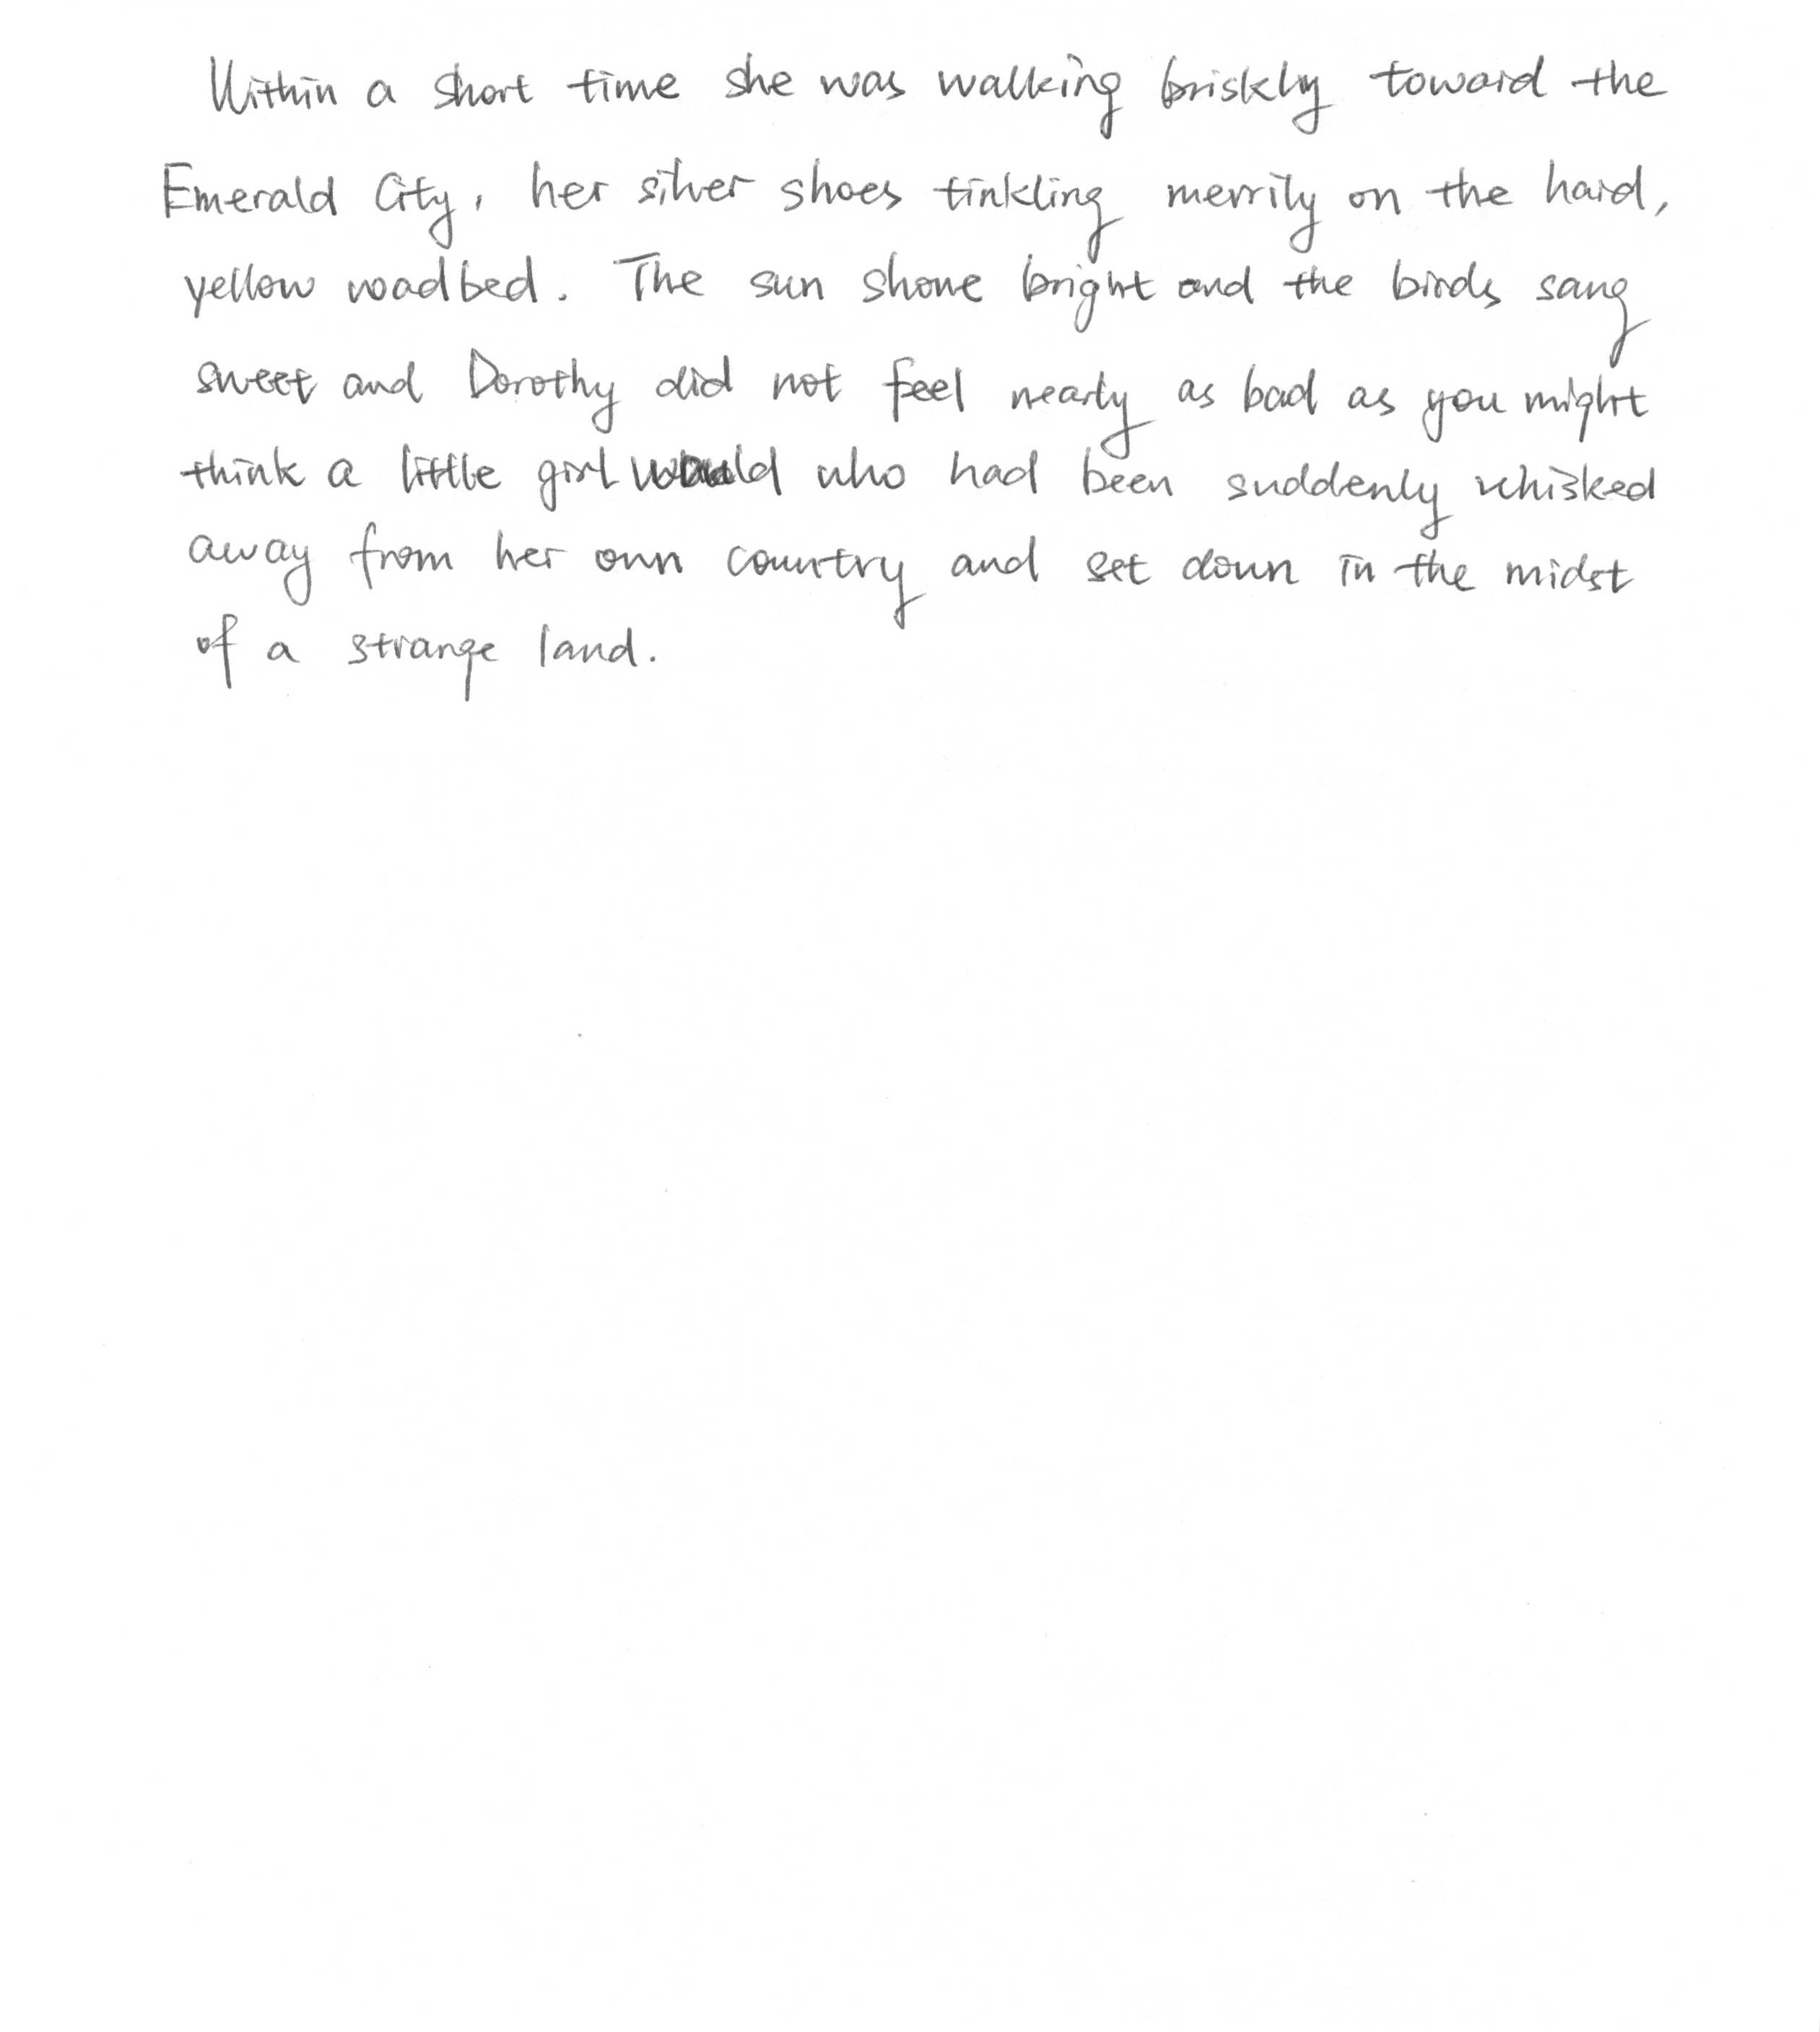 Within a short time she was walking briskly toward the
Emerald City, her silver shoes tinkling merrily on the hard,
yellow roadbed. The sun shone bright and the birds sang
sweet and Dorothy did not feel nearly as bad as you might
think a little girl would who had been suddenly whisked
away from her own country and set down in the midst
of a strange land.